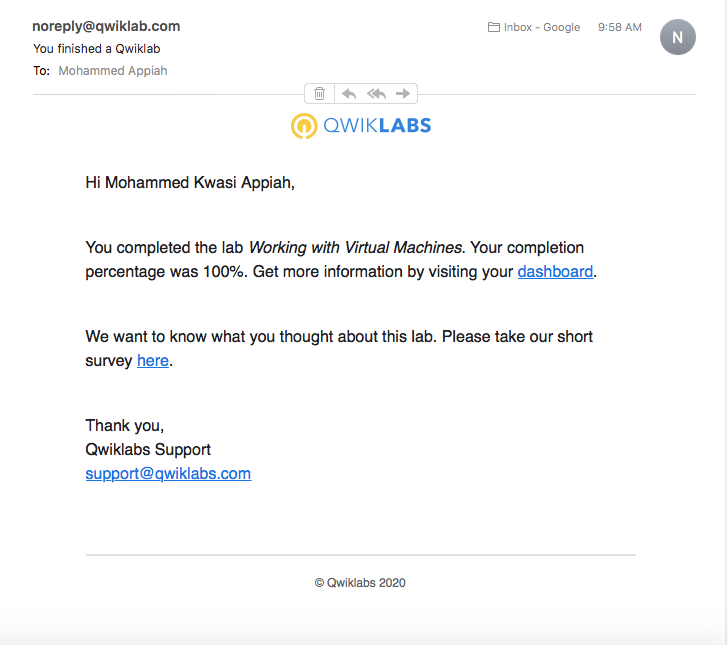 noreply@qwiklab.com
Inbox - Google 9:58 AM
N
You finished a Qwiklab
To: Mohammed Appiah
QWIKLABS
Hi Mohammed Kwasi Appiah,
You completed the lab Working with Virtual Machines. Your completion
percentage was 100%. Get more information by visiting your dashboard.
We want to know what you thought about this lab. Please take our short
survey here.
Thank you,
Qwiklabs Support
support@qwiklabs.com
© Qwiklabs 2020